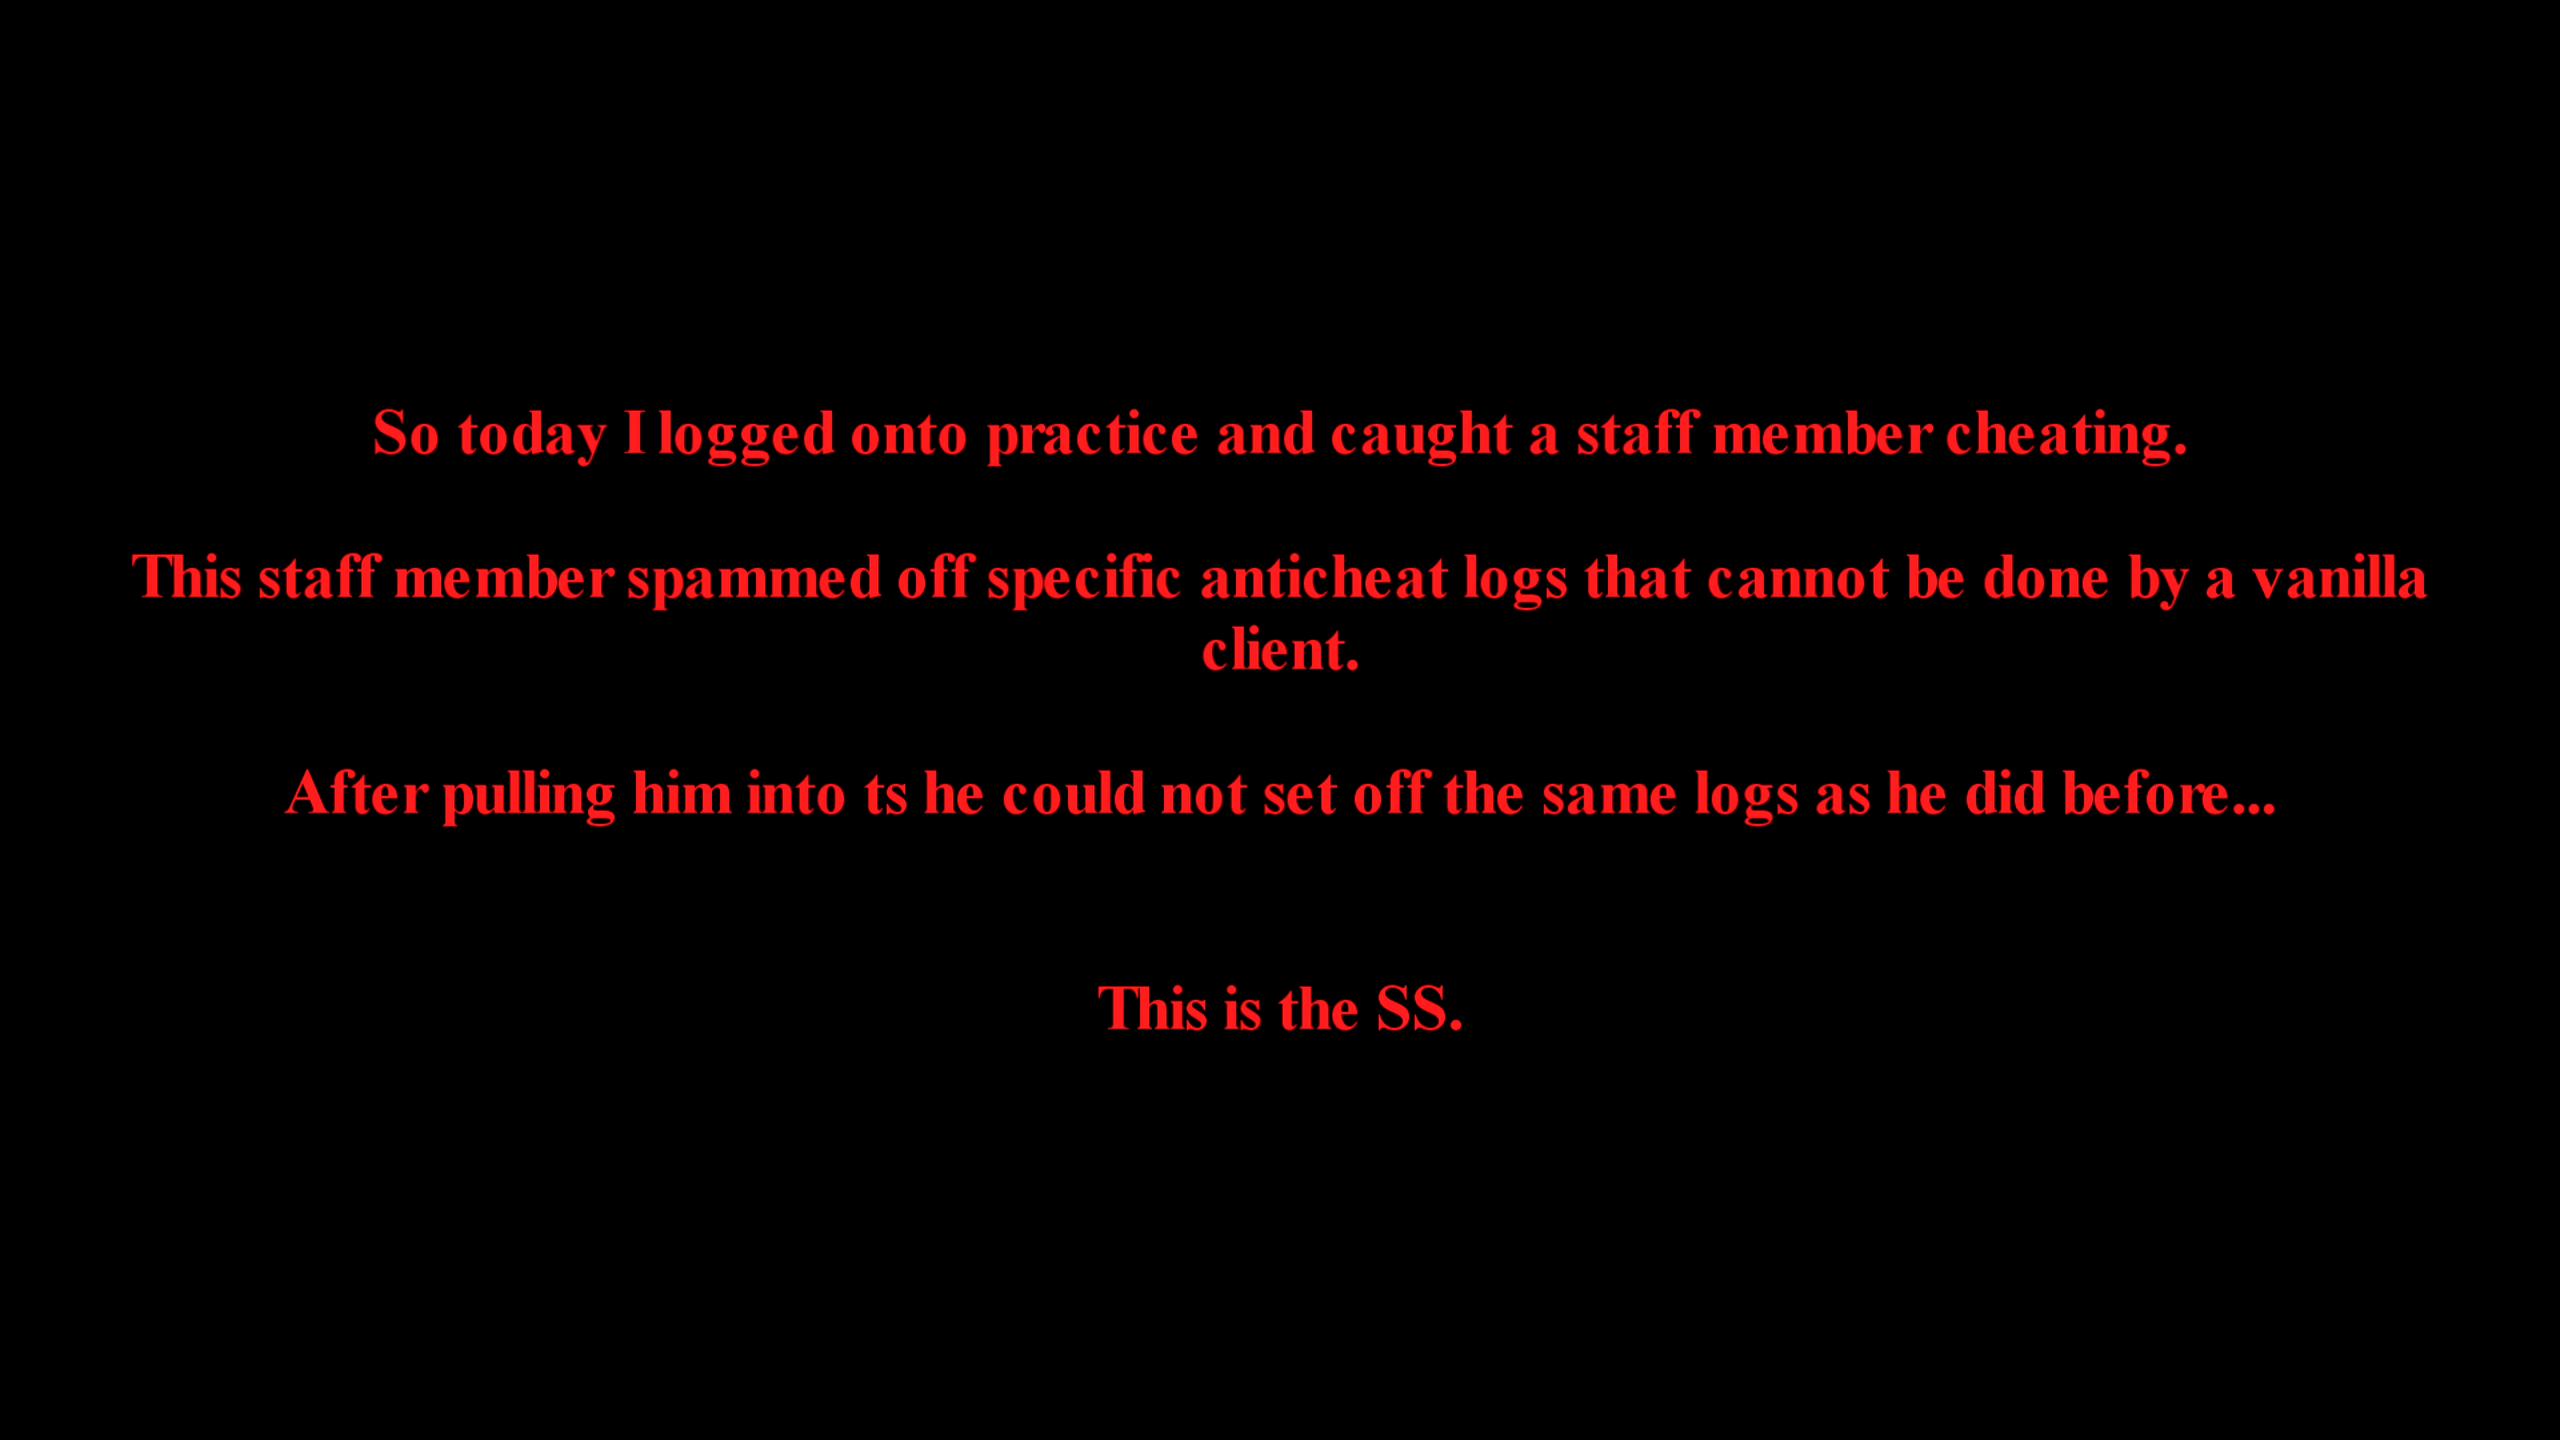 So today I logged onto practice and caught a staff member cheating.
This staff member spammed off specific anticheat logs that cannot be done by a vanilla
client.
After pulling him into ts he could not set off the same logs as he did before...
This is the SS.